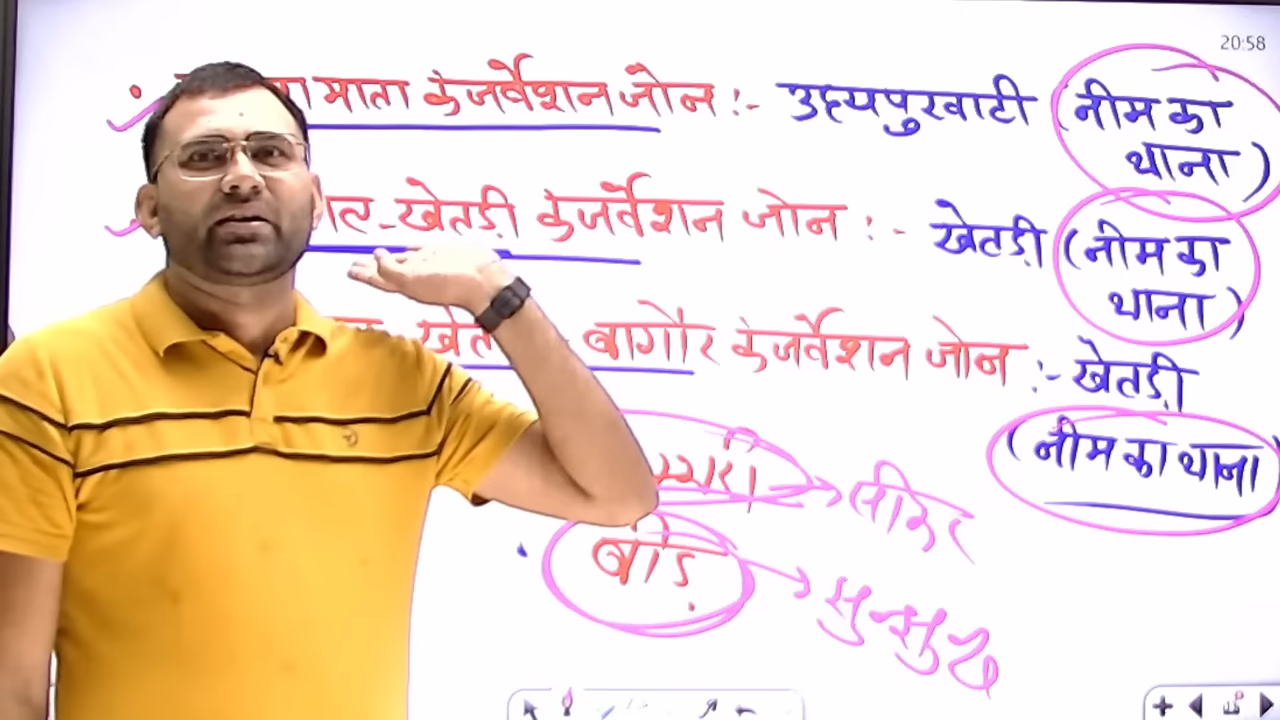 20:58
माता कंजर्वेशन जोन :- उदयपुरवाटी (नीम का
थाना)
-खेतड़ी कंजर्वेशन जोन :- खेतड़ी (नीम का
थाना)
बागौर कंजर्वेशन जोन :- खेतड़ी
(नीम का थाना)
सीकर
बीड़